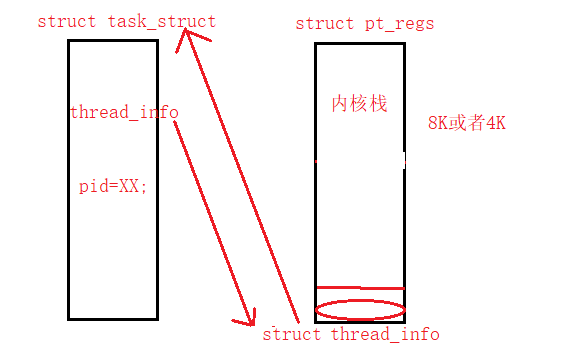 struct task_struct
struct pt_regs
thread_info
内核栈
8K或者4K
pid=XX;
struct thread_info